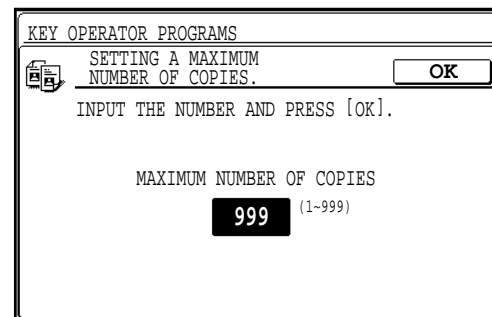 KEY OPERATOR PROGRAMS
SETTING A MAXIMUM
NUMBER OF COPIES.
OK
INPUT THE NUMBER AND PRESS [OK].
MAXIMUM NUMBER OF COPIES
999 (1~999)